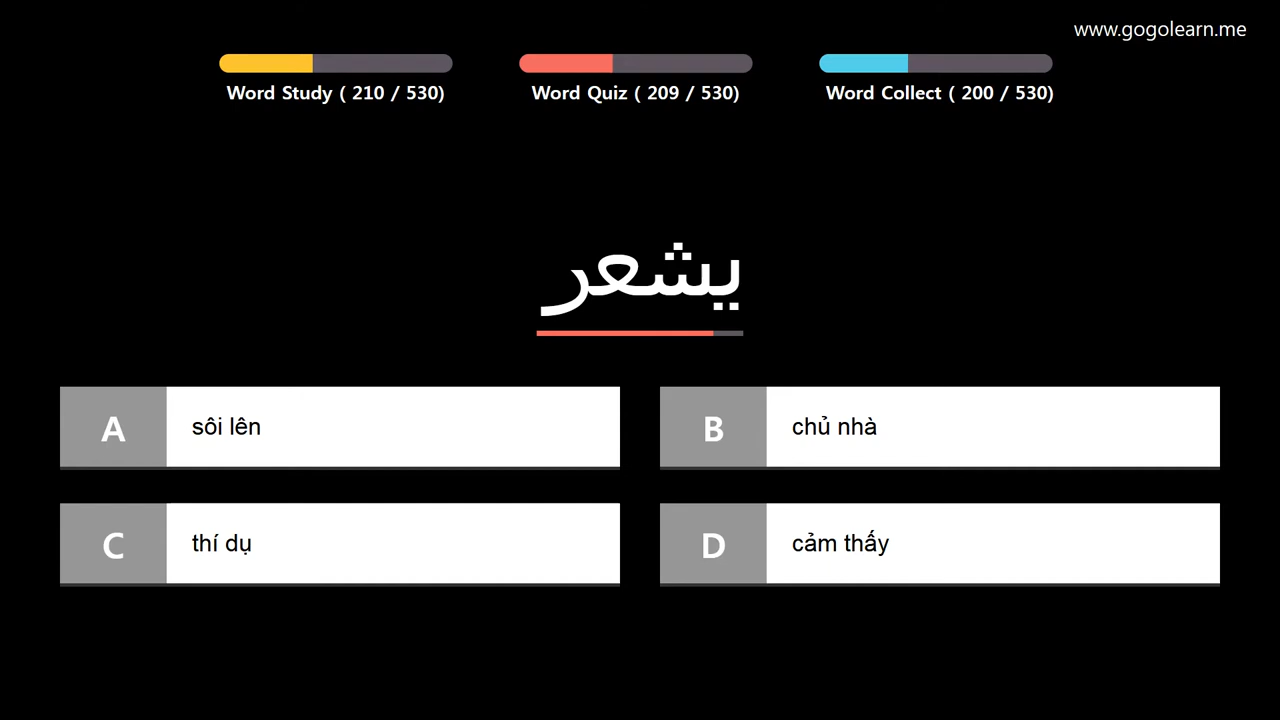 www.gogolearn.me
Word Study ( 210 / 530)
Word Quiz ( 209 / 530)
Word Collect ( 200 / 530)
يشعر
A sôi lên
B chủ nhà
C thí dụ
D cảm thấy